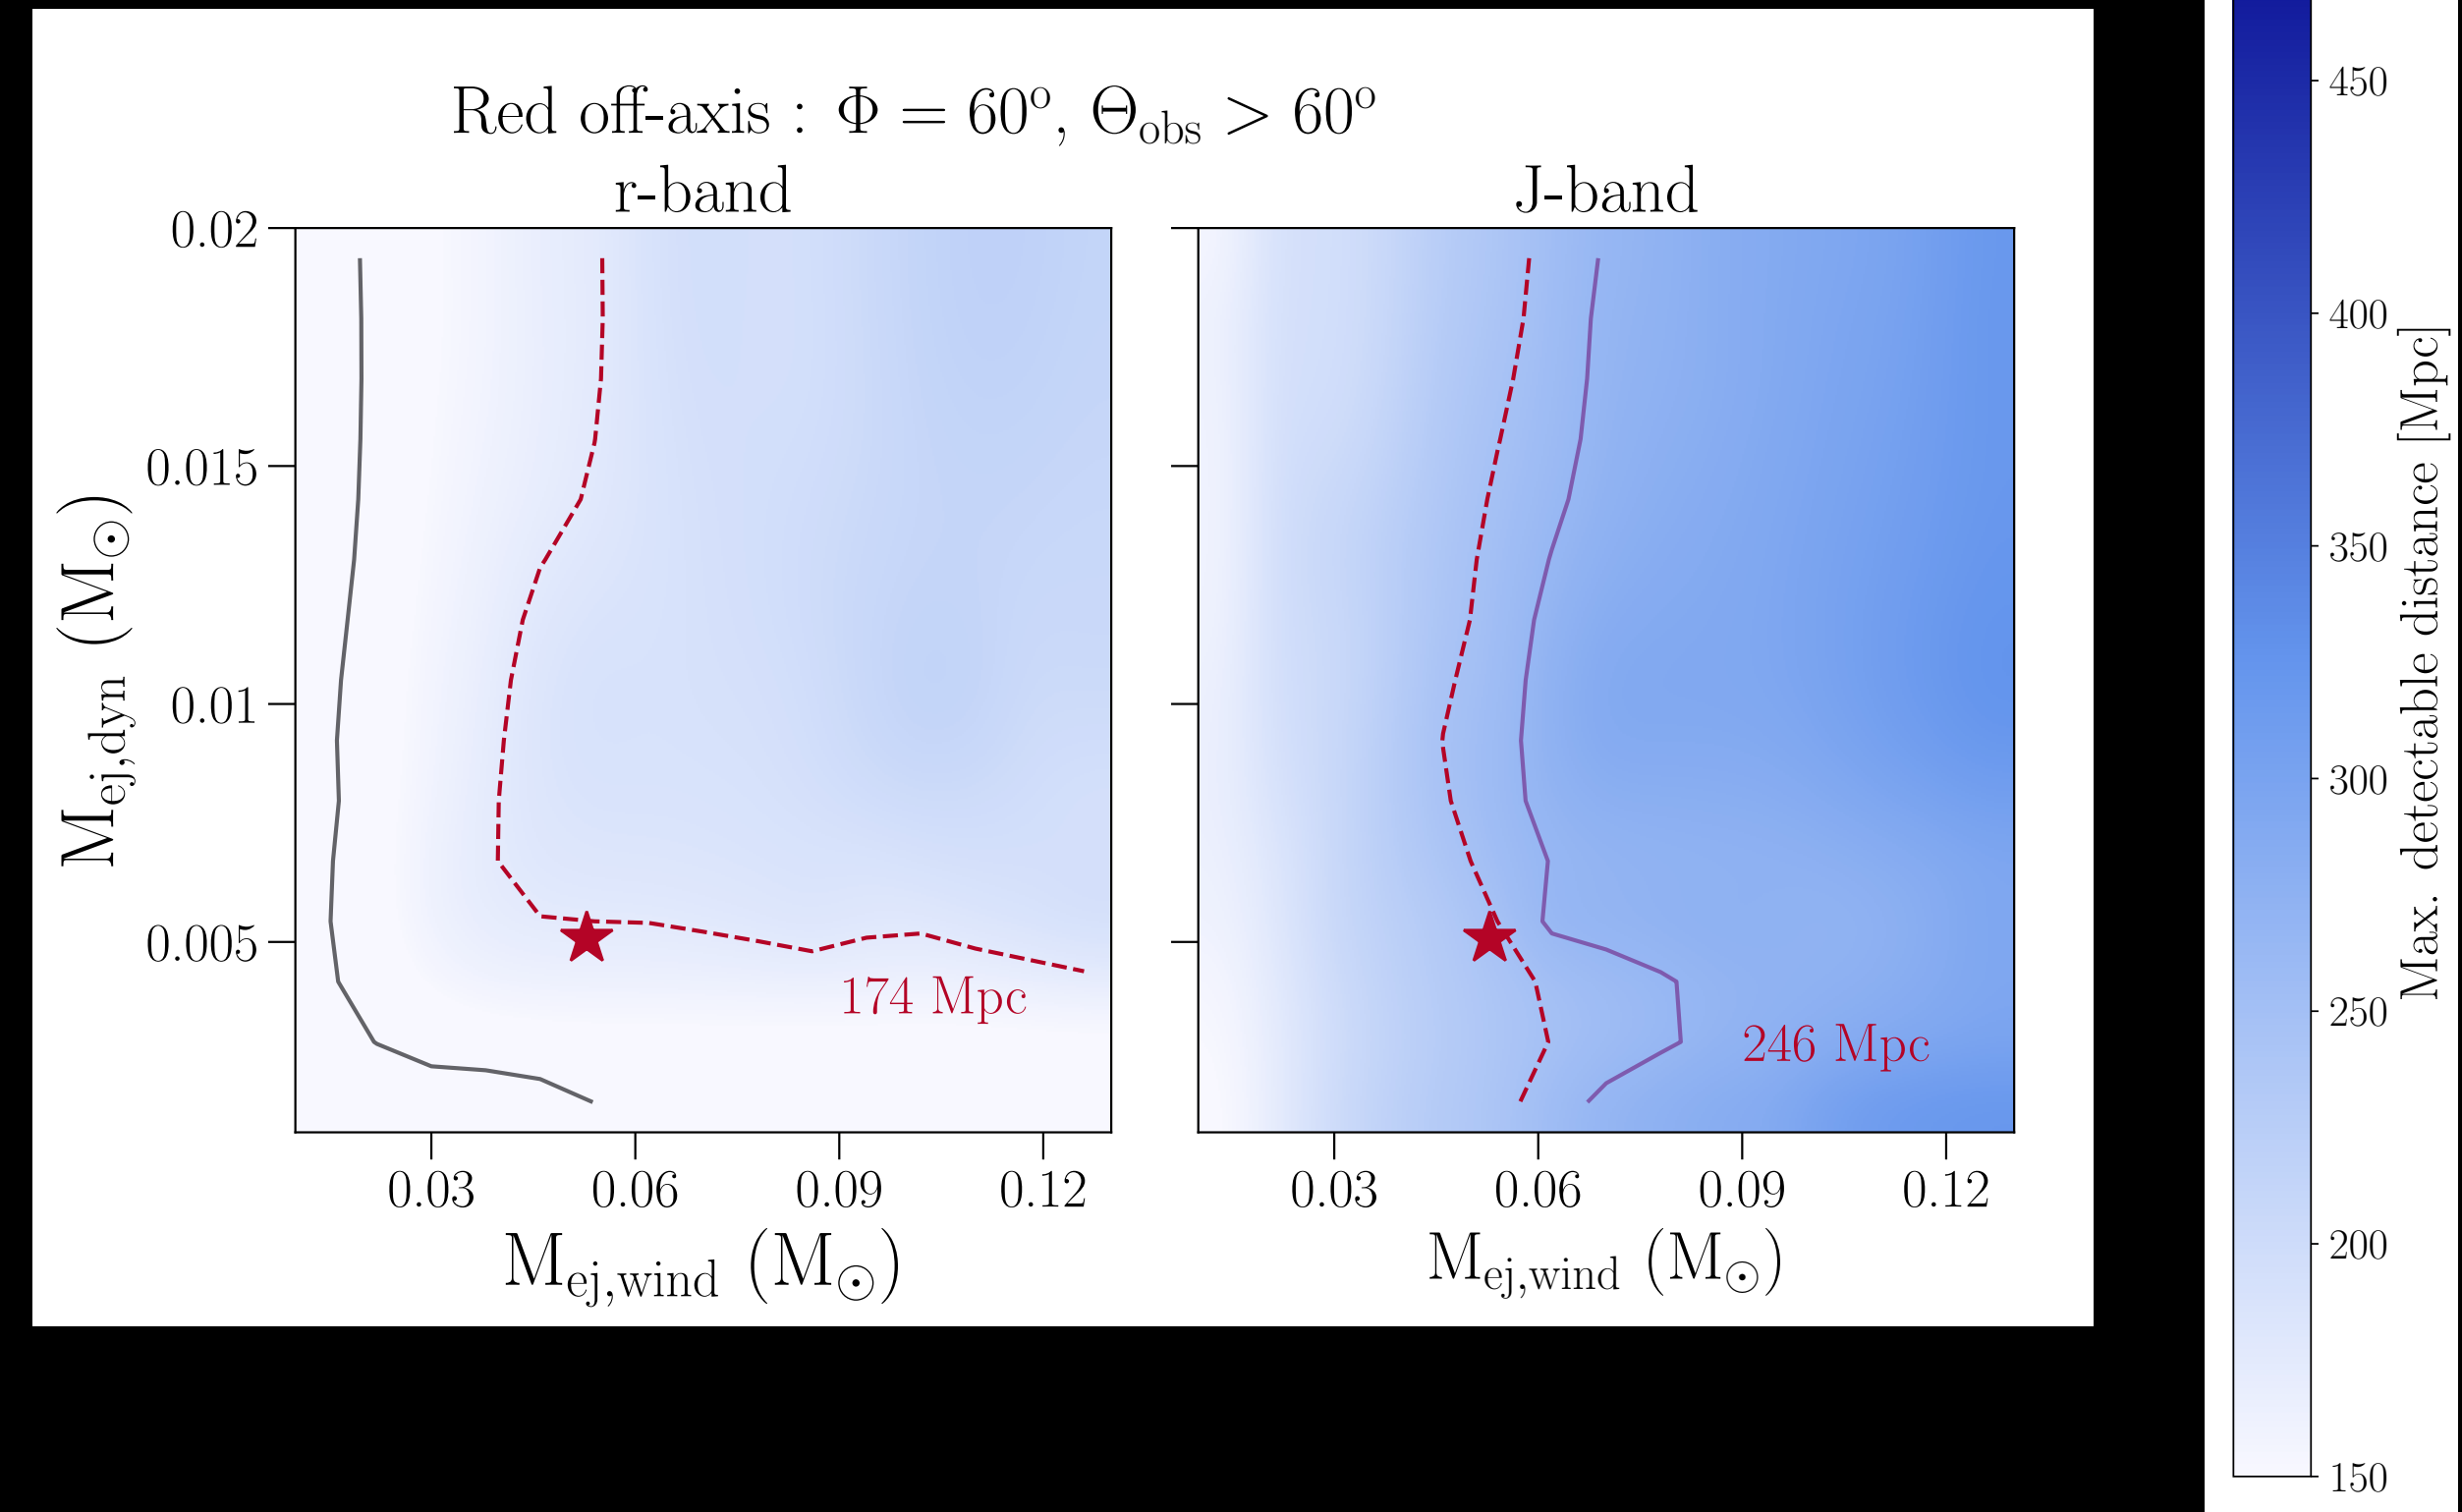 Red off-axis : Φ = 60º, Θobs > 60º
r-band
J-band
0.02
0.015
0.01
0.005
Mej,dyn (M⊙)
174 Mpc
246 Mpc
0.03 0.06 0.09 0.12
0.03 0.06 0.09 0.12
Mej,wind (M⊙)
Mej,wind (M⊙)
450
400
350
300
250
200
150
Max. detectable distance [Mpc]